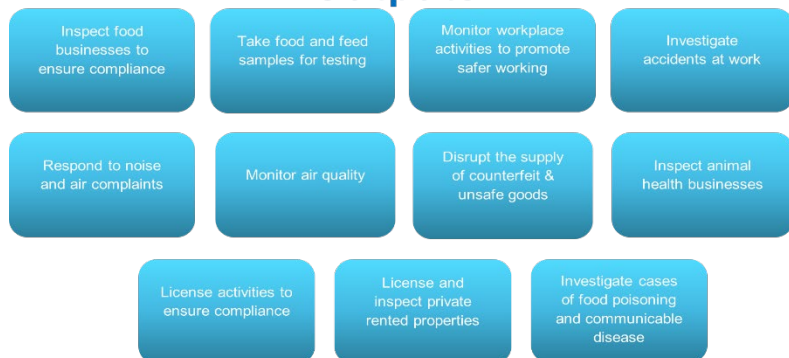 Inspect food
businesses to
ensure compliance
Take food and feed
samples for testing
Monitor workplace
activities to promote
safer working
Investigate
accidents at work
Respond to noise
and air complaints
Monitor air quality
Disrupt the supply
of counterfeit &
unsafe goods
Inspect animal
health businesses
License activities to
ensure compliance
License and
inspect private
rented properties
Investigate cases
of food poisoning
and communicable
disease